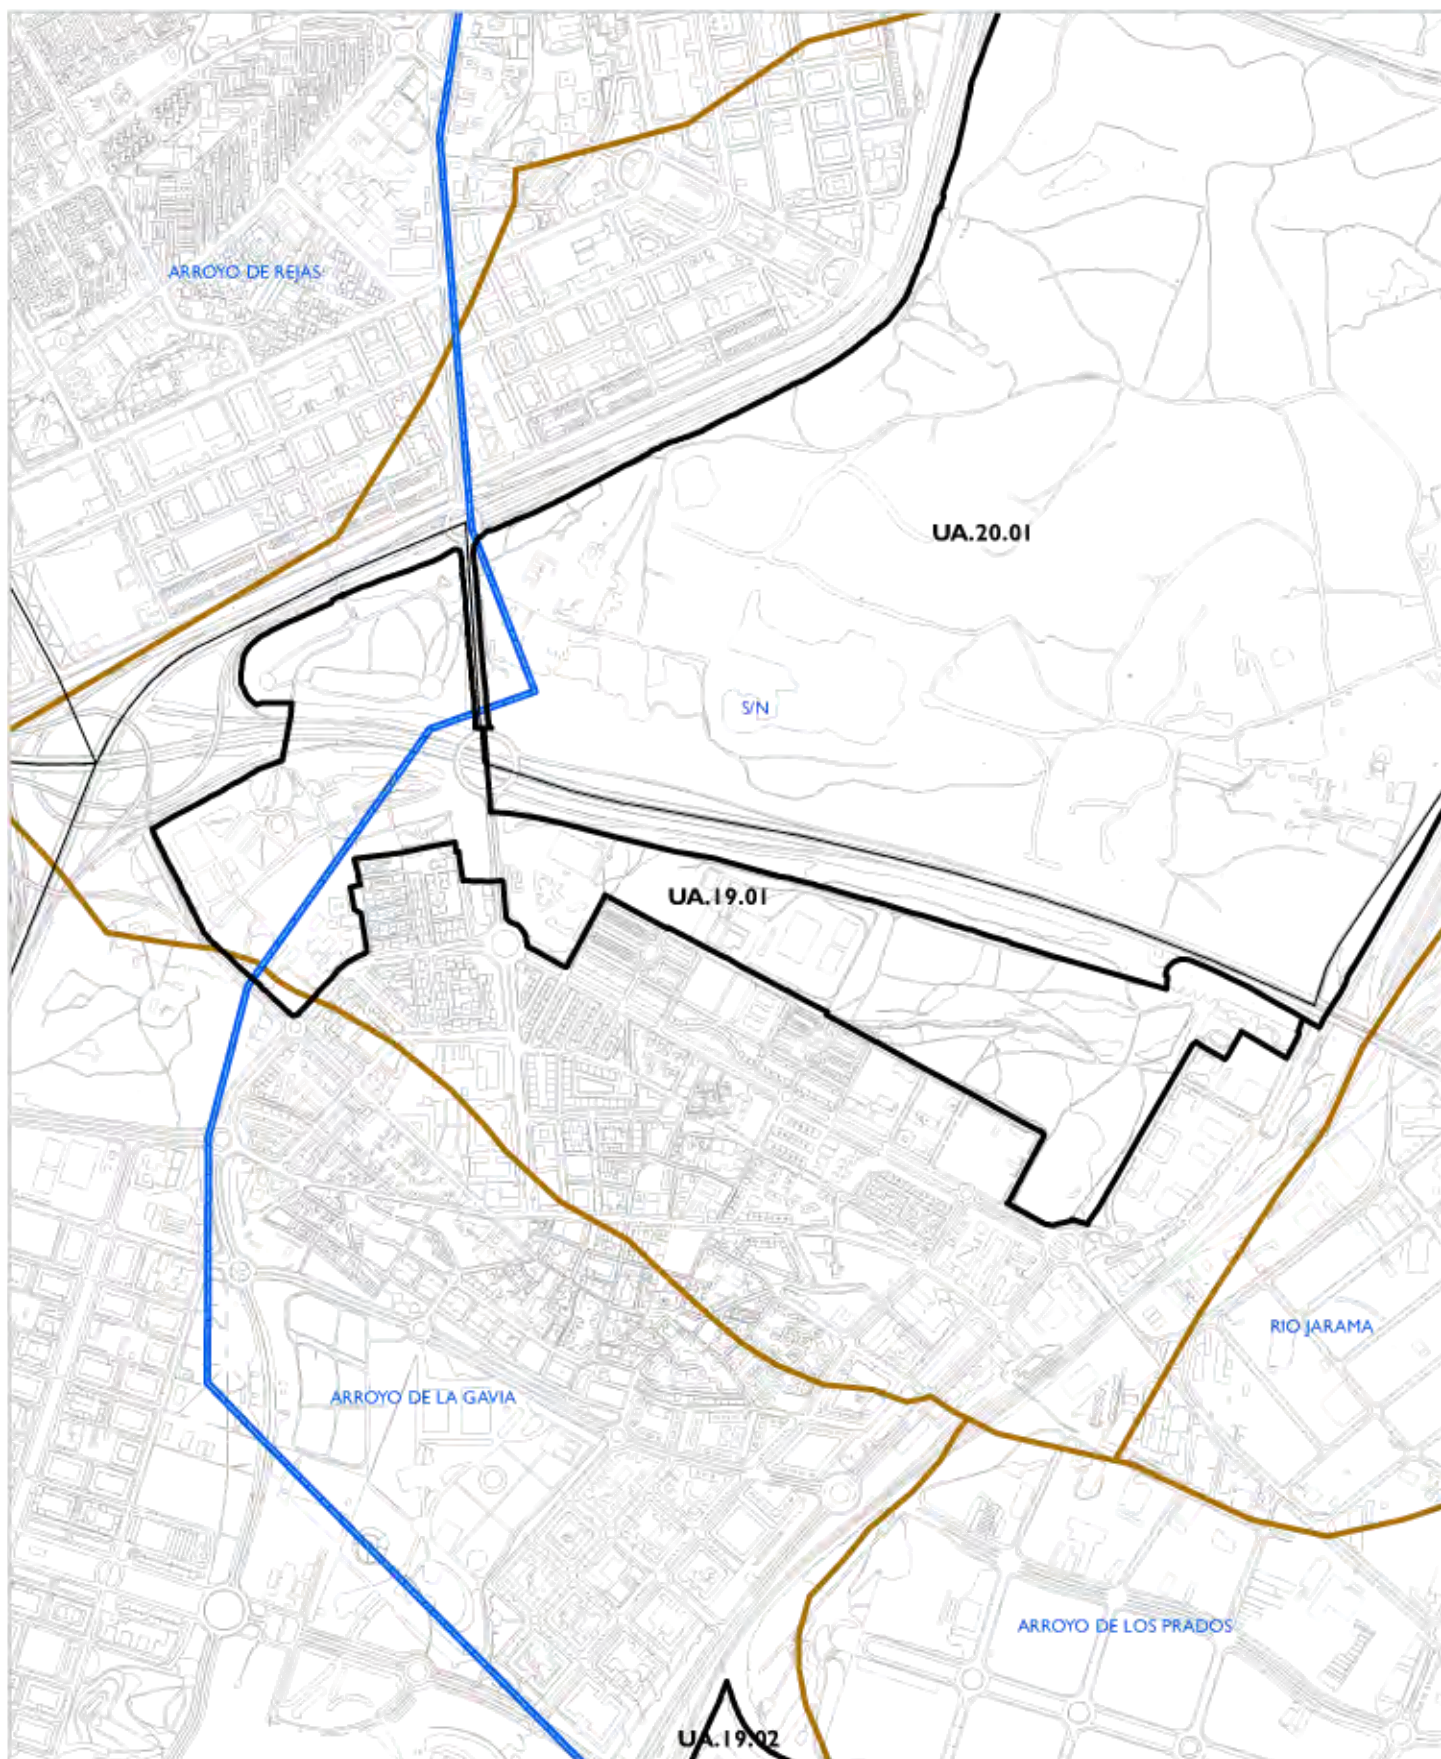 ARROYO DE REJAS
UA.20.01
S/N
UA.19.01
RIO JARAMA
ARROYO DE LA GAVIA
ARROYO DE LOS PRADOS
UA.19.02